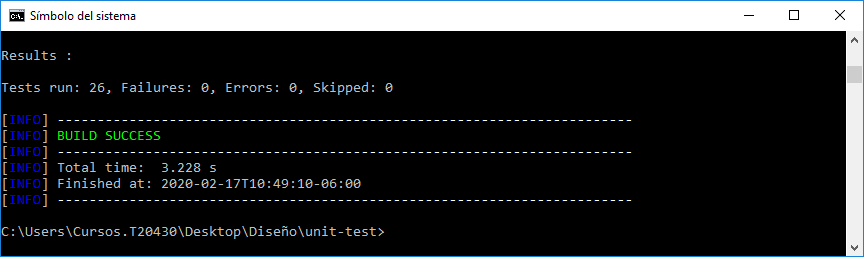 Símbolo del sistema
Results :
Tests run: 26, Failures: 0, Errors: 0, Skipped: 0
[INFO] ------------------------------------------------------------------------
[INFO] BUILD SUCCESS
[INFO] ------------------------------------------------------------------------
[INFO] Total time:  3.228 s
[INFO] Finished at: 2020-02-17T10:49:10-06:00
[INFO] ------------------------------------------------------------------------
C:\Users\Cursos.T20430\Desktop\Diseño\unit-test>